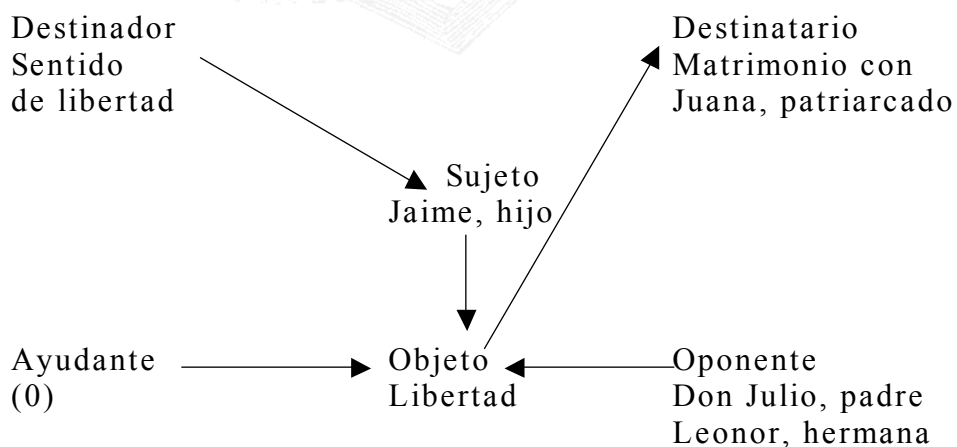 Destinador
Sentido
de libertad
Destinatario
Matrimonio con
Juana, patriarcado
Sujeto
Jaime, hijo
Ayudante
(0)
Objeto
Libertad
Oponente
Don Julio, padre
Leonor, hermana